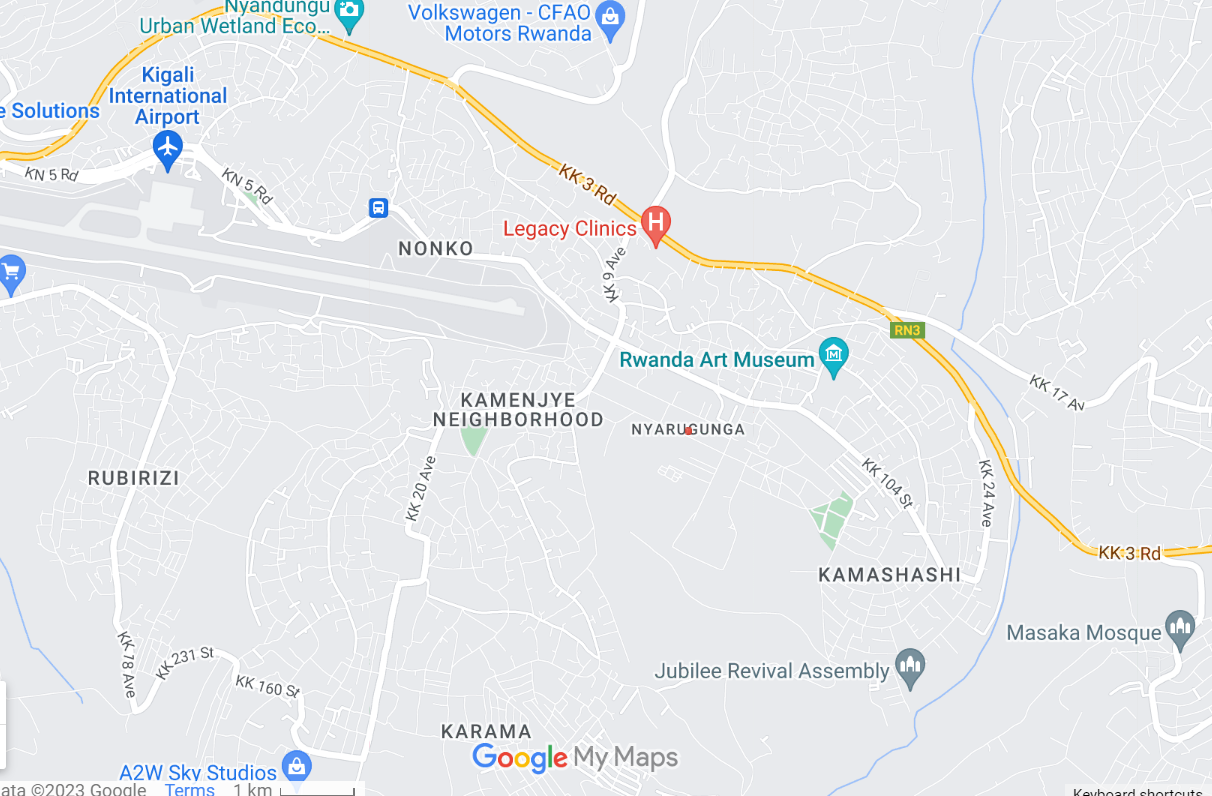 Nyandungu
Urban Wetland Eco...
Volkswagen - CFAO
Motors Rwanda
Kigali
International
Airport
e Solutions
KN 5 Rd
KN 5 Rd
KK 3 Rd
Legacy Clinics
H
NONKO
KK 9 Ave
RN3
Rwanda Art Museum
M
KK 17 Av
KAMENJYE
NEIGHBORHOOD
NYARUGUNGA
RUBIRIZI
KK 20 Ave
KK 104 St
KK 24 Ave
KK 3 Rd
KAMASHASHI
Masaka Mosque
KK 78 Ave
KK 231 St
KK 160 St
Jubilee Revival Assembly
KARAMA
Google My Maps
A2W Sky Studios
ata ©2023 Google
Terms
1 km
Keyboard shortcuts